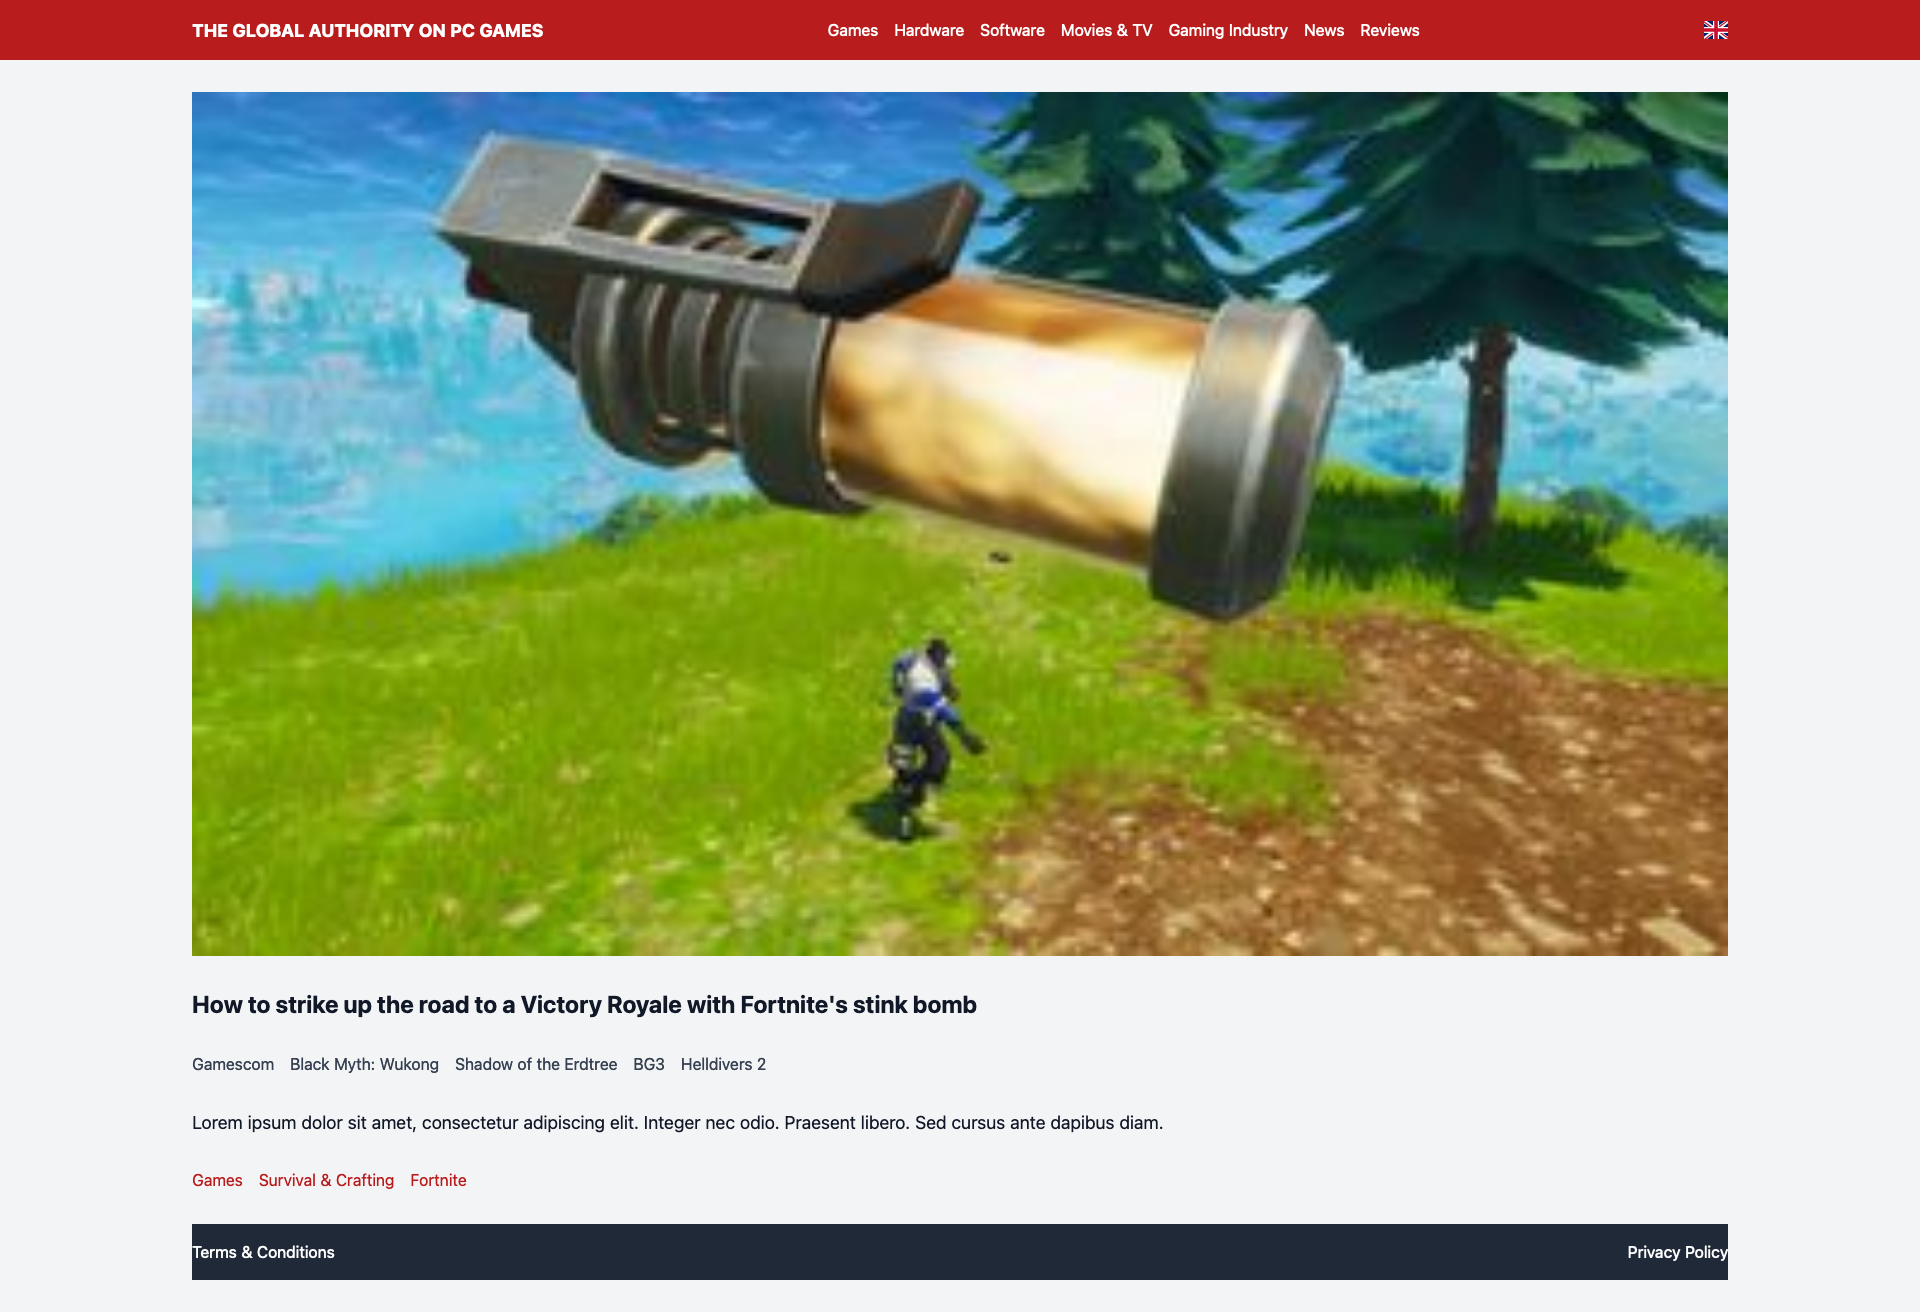 THE GLOBAL AUTHORITY ON PC GAMES
Games Hardware Software Movies & TV Gaming Industry News Reviews
How to strike up the road to a Victory Royale with Fortnite's stink bomb
Gamescom Black Myth: Wukong Shadow of the Erdtree BG3 Helldivers 2
Lorem ipsum dolor sit amet, consectetur adipiscing elit. Integer nec odio. Praesent libero. Sed cursus ante dapibus diam.
Games Survival & Crafting Fortnite
Terms & Conditions Privacy Policy